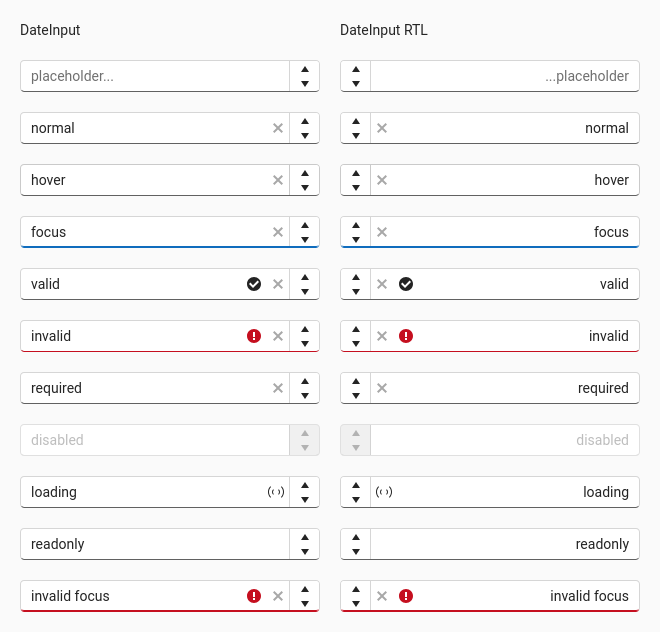 DateInput
DateInput RTL
placeholder...
...placeholder
normal
normal
hover
hover
focus
focus
valid
valid
invalid
invalid
required
required
disabled
disabled
loading
loading
readonly
readonly
invalid focus
invalid focus